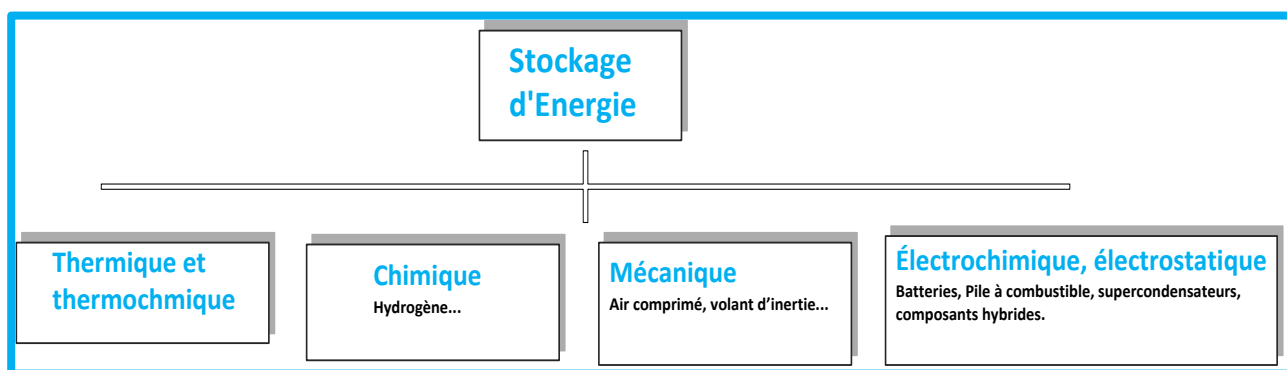 Stockage
d'Energie
Thermique et
thermochmique
Chimique
Hydrogène...
Mécanique
Air comprimé, volant d’inertie...
Électrochimique, électrostatique
Batteries, Pile à combustible, supercondensateurs,
composants hybrides.